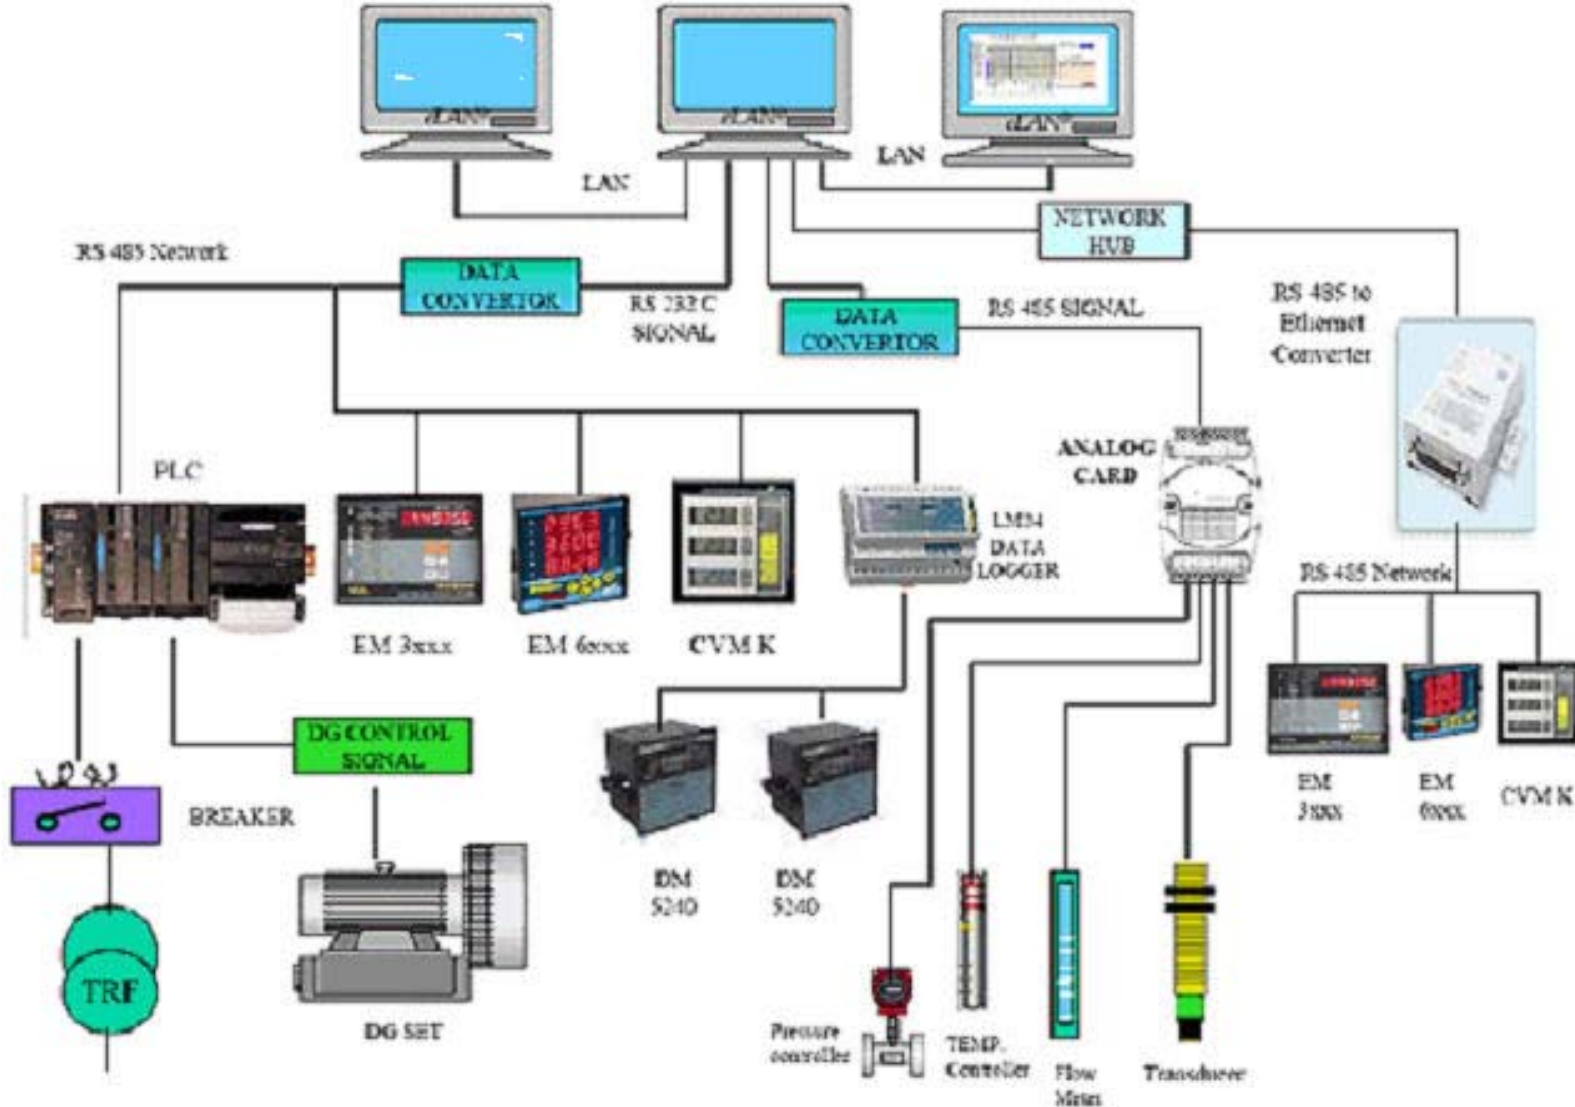 eLAN®
eLAN®
eLAN®
LAN
LAN
NETWORK
HUB
RS 485 Network
DATA
CONVERTOR
RS 232 C
SIGNAL
DATA
CONVERTOR
RS 485 SIGNAL
RS 485 to
Ethernet
Converter
PLC
ANALOG
CARD
DATA
LOGGER
EM 3xxx
EM 6xxx
CVM K
RS 485 Network
DG CONTROL
SIGNAL
BREAKER
EM
3xxx
EM
6xxx
CVM K
DM
5240
DM
5240
TRF
DG SET
Pressure
controller
TEMP.
Controller
Flow
Meter
Transducer